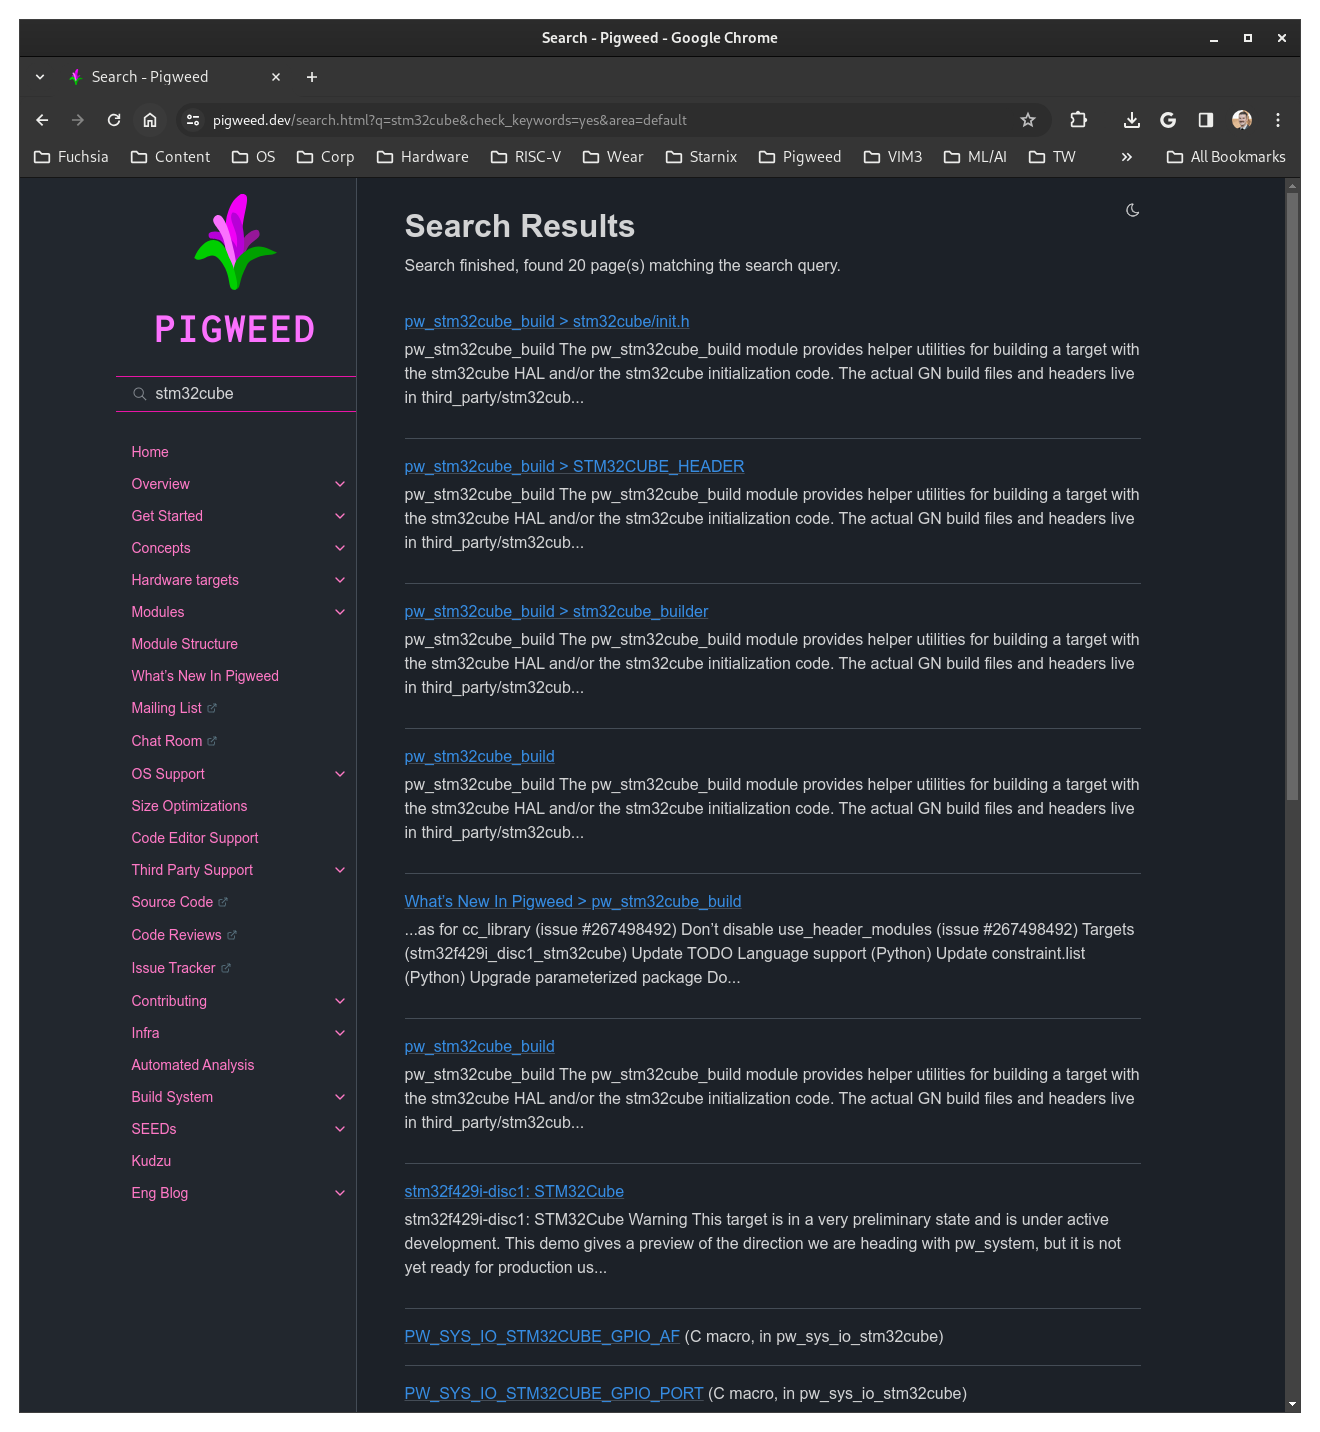 Search - Pigweed - Google Chrome
Search - Pigweed
pigweed.dev/search.html?q=stm32cube&check_keywords=yes&area=default
Fuchsia Content OS Corp Hardware RISC-V Wear Starnix Pigweed VIM3 ML/AI TW » All Bookmarks
PIGWEED
stm32cube
Home
Overview
Get Started
Concepts
Hardware targets
Modules
Module Structure
What's New In Pigweed
Mailing List
Chat Room
OS Support
Size Optimizations
Code Editor Support
Third Party Support
Source Code
Code Reviews
Issue Tracker
Contributing
Infra
Automated Analysis
Build System
SEEDs
Kudzu
Eng Blog
Search Results
Search finished, found 20 page(s) matching the search query.
pw_stm32cube_build > stm32cube/init.h
pw_stm32cube_build The pw_stm32cube_build module provides helper utilities for building a target with
the stm32cube HAL and/or the stm32cube initialization code. The actual GN build files and headers live
in third_party/stm32cub...
pw_stm32cube_build > STM32CUBE_HEADER
pw_stm32cube_build The pw_stm32cube_build module provides helper utilities for building a target with
the stm32cube HAL and/or the stm32cube initialization code. The actual GN build files and headers live
in third_party/stm32cub...
pw_stm32cube_build > stm32cube_builder
pw_stm32cube_build The pw_stm32cube_build module provides helper utilities for building a target with
the stm32cube HAL and/or the stm32cube initialization code. The actual GN build files and headers live
in third_party/stm32cub...
pw_stm32cube_build
pw_stm32cube_build The pw_stm32cube_build module provides helper utilities for building a target with
the stm32cube HAL and/or the stm32cube initialization code. The actual GN build files and headers live
in third_party/stm32cub...
What's New In Pigweed > pw_stm32cube_build
...as for cc_library (issue #267498492) Don't disable use_header_modules (issue #267498492) Targets
(stm32f429i_disc1_stm32cube) Update TODO Language support (Python) Update constraint.list
(Python) Upgrade parameterized package Do...
pw_stm32cube_build
pw_stm32cube_build The pw_stm32cube_build module provides helper utilities for building a target with
the stm32cube HAL and/or the stm32cube initialization code. The actual GN build files and headers live
in third_party/stm32cub...
stm32f429i-disc1: STM32Cube
stm32f429i-disc1: STM32Cube Warning This target is in a very preliminary state and is under active
development. This demo gives a preview of the direction we are heading with pw_system, but it is not
yet ready for production us...
PW_SYS_IO_STM32CUBE_GPIO_AF (C macro, in pw_sys_io_stm32cube)
PW_SYS_IO_STM32CUBE_GPIO_PORT (C macro, in pw_sys_io_stm32cube)